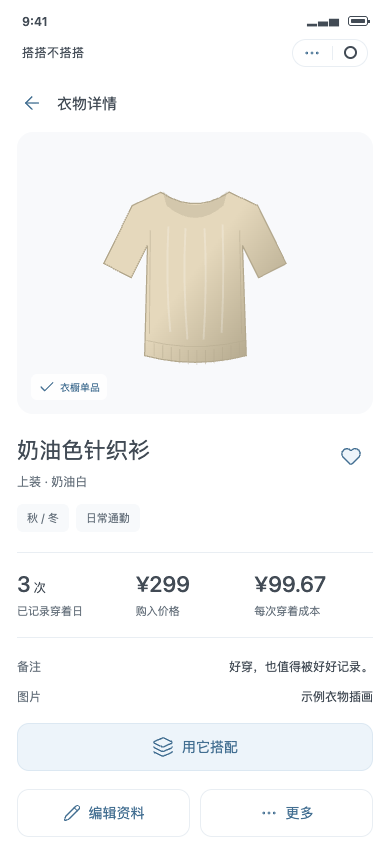 9:41
搭搭不搭搭
衣物详情
衣橱单品
奶油色针织衫
上装 · 奶油白
秋 / 冬
日常通勤
3 次
¥299
¥99.67
已记录穿着日
购入价格
每次穿着成本
备注
好穿，也值得被好好记录。
图片
示例衣物插画
用它搭配
编辑资料
更多